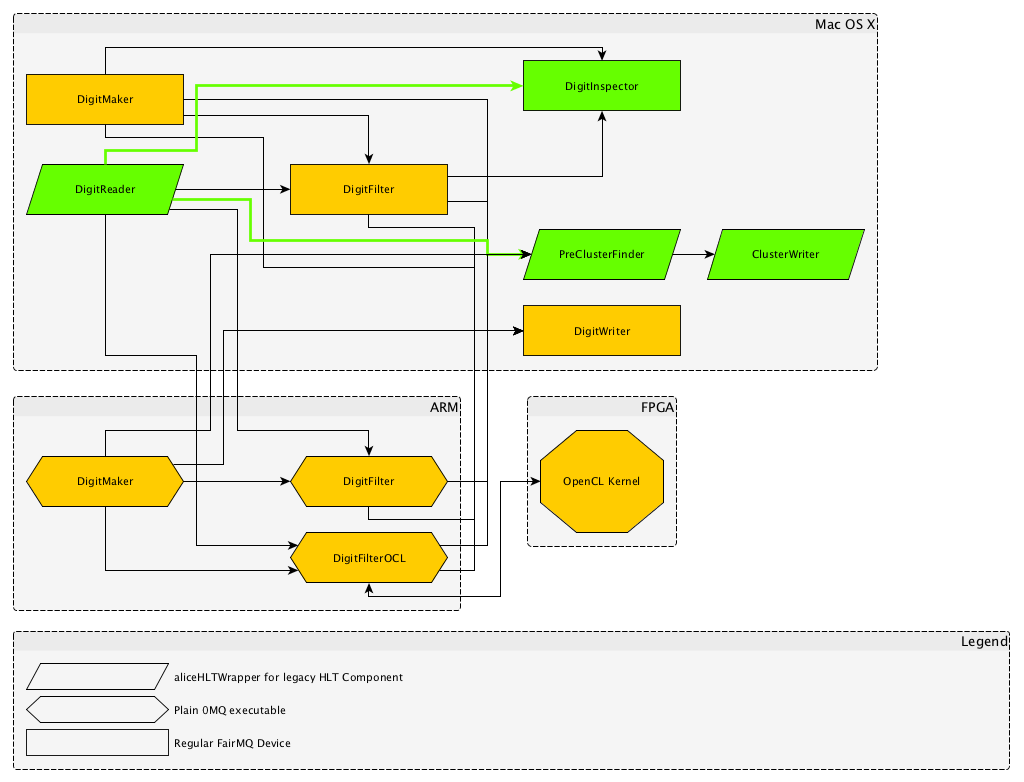 Mac OS X
DigitMaker
DigitInspector
DigitReader
DigitFilter
PreClusterFinder
ClusterWriter
DigitWriter
ARM
FPGA
DigitMaker
DigitFilter
OpenCL Kernel
DigitFilterOCL
Legend
aliceHLTWrapper for legacy HLT Component
Plain 0MQ executable
Regular FairMQ Device